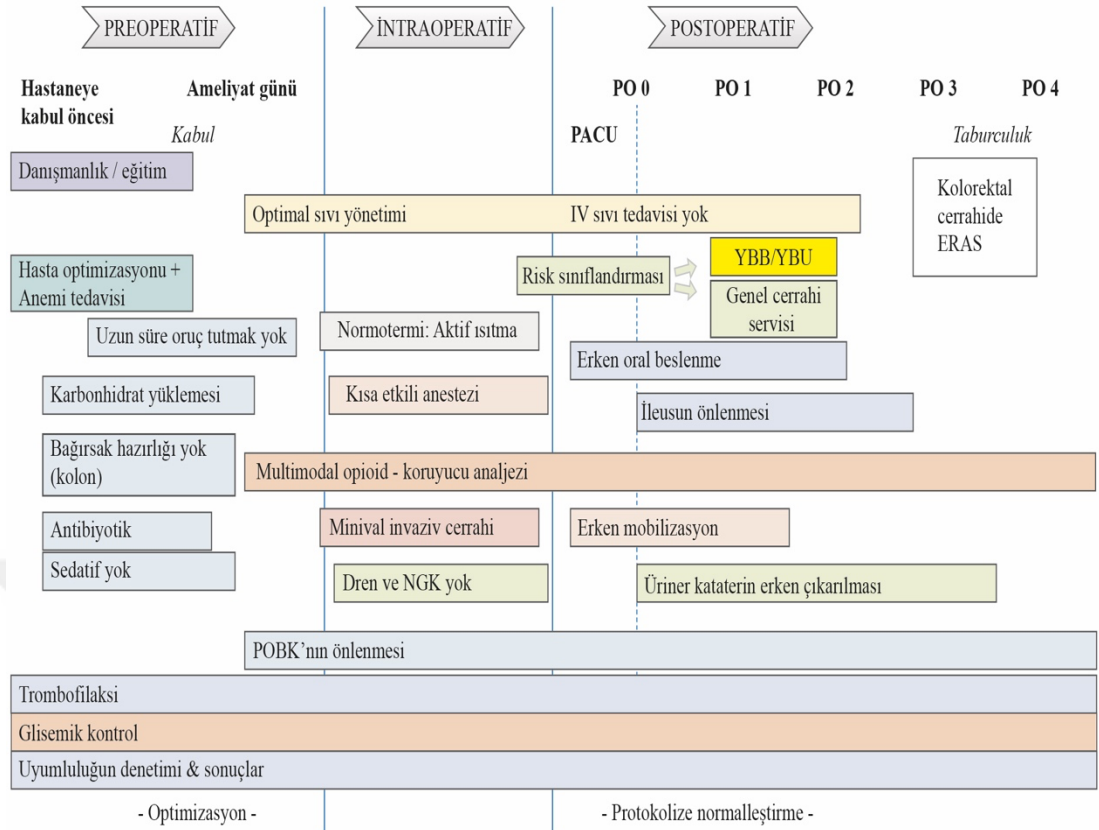 PREOPERATİF
İNTRAOPERATİF
POSTOPERATİF
Hastaneye
kabul öncesi
Ameliyat günü
PO 0
PO 1
PO 2
PO 3
PO 4
Kabul
PACU
Taburculuk
Danışmanlık / eğitim
Kolorektal
cerrahide
ERAS
Optimal sıvı yönetimi
IV sıvı tedavisi yok
Hasta optimizasyonu +
Anemi tedavisi
Risk sınıflandırması
YBB/YBU
Genel cerrahi
servisi
Uzun süre oruç tutmak yok
Normotermi: Aktif ısıtma
Erken oral beslenme
Karbonhidrat yüklemesi
Kısa etkili anestezi
İleusun önlenmesi
Bağırsak hazırlığı yok
(kolon)
Multimodal opioid - koruyucu analjezi
Antibiyotik
Minival invaziv cerrahi
Erken mobilizasyon
Sedatif yok
Dren ve NGK yok
Üriner kataterin erken çıkarılması
POBK’nın önlenmesi
Trombofilaksi
Glisemik kontrol
Uyumluluğun denetimi & sonuçlar
- Optimizasyon -
- Protokolize normalleştirme -